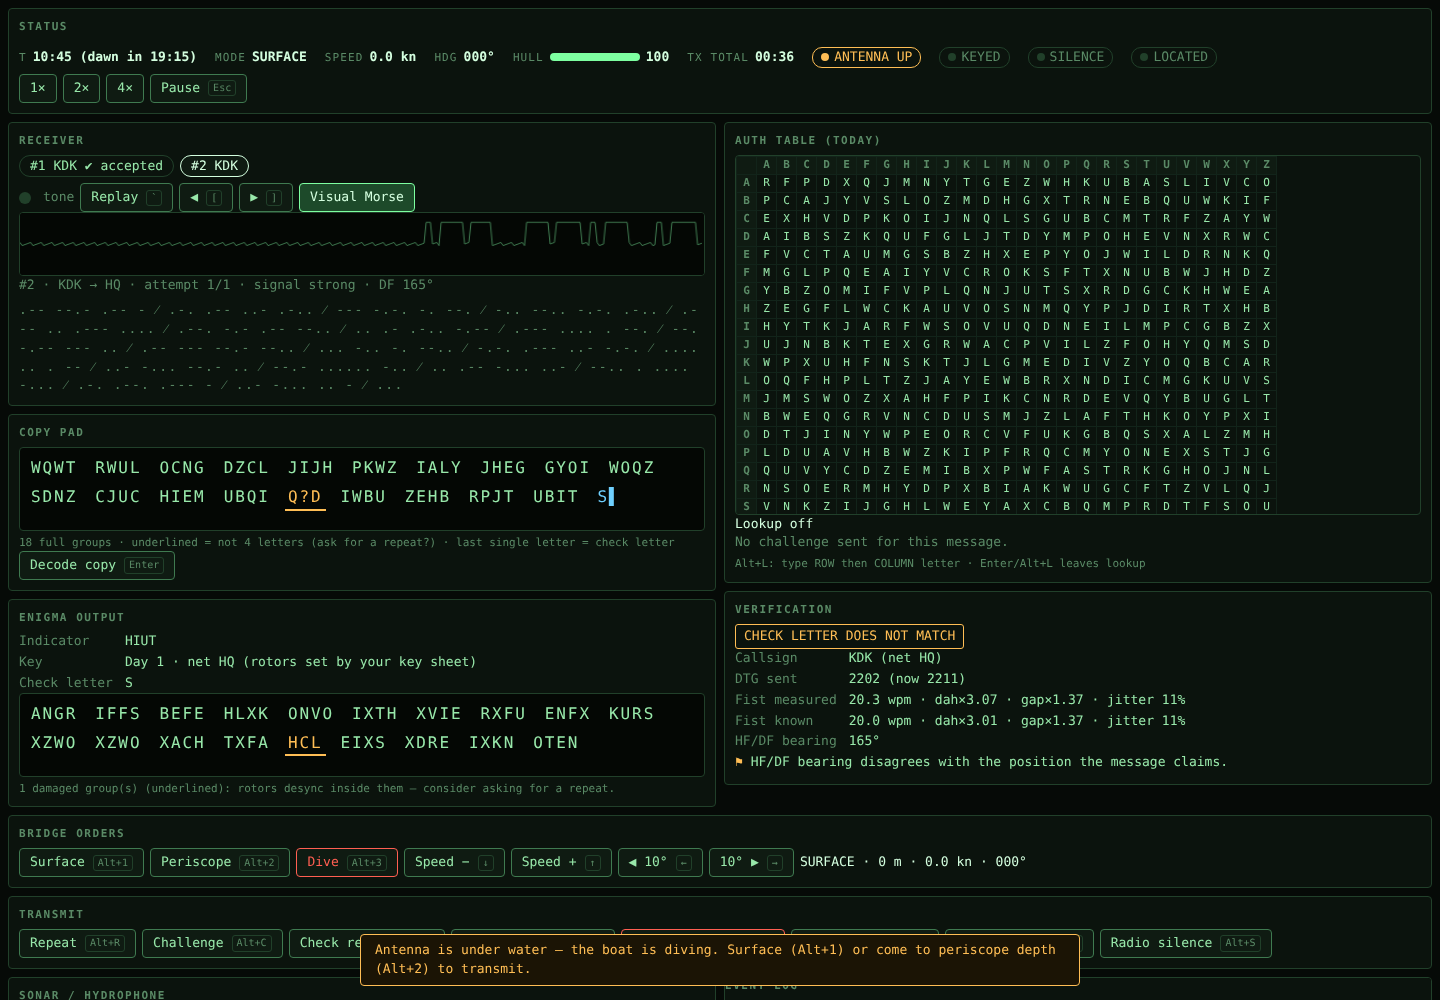 STATUS
T 10:45 (dawn in 19:15) MODE SURFACE SPEED 0.0 kn HDG 000° HULL 100 TX TOTAL 00:36 ANTENNA UP KEYED SILENCE LOCATED
1× 2× 4× Pause Esc
RECEIVER
#1 KDK ✔ accepted #2 KDK
tone Replay ` ◀ [ ▶ ] Visual Morse
#2 · KDK → HQ · attempt 1/1 · signal strong · DF 165°
COPY PAD
WQWT RWUL OCNG DZCL JIJH PKWZ IALY JHEG GYOI WOQZ
SDNZ CJUC HIEM UBQI Q?D IWBU ZEHB RPJT UBIT S
18 full groups · underlined = not 4 letters (ask for a repeat?) · last single letter = check letter
Decode copy Enter
ENIGMA OUTPUT
Indicator HIUT
Key Day 1 · net HQ (rotors set by your key sheet)
Check letter S
ANGR IFFS BEFE HLXK ONVO IXTH XVIE RXFU ENFX KURS
XZWO XZWO XACH TXFA HCL EIXS XDRE IXKN OTEN
1 damaged group(s) (underlined): rotors desync inside them — consider asking for a repeat.
AUTH TABLE (TODAY)
A B C D E F G H I J K L M N O P Q R S T U V W X Y Z
A R F P D X Q J M N Y T G E Z W H K U B A S L I V C O
B P C A J Y V S L O Z M D H G X T R N E B Q U W K I F
C E X H V D P K O I J N Q L S G U B C M T R F Z A Y W
D A I B S Z K Q U F G L J T D Y M P O H E V N X R W C
E F V C T A U M G S B Z H X E P Y O J W I L D R N K Q
F M G L P Q E A I Y V C R O K S F T X N U B W J H D Z
G Y B Z O M I F V P L Q N J U T S X R D G C K H W E A
H Z E G F L W C K A U V O S N M Q Y P J D I R T X H B
I H Y T K J A R F W S O V U Q D N E I L M P C G B Z X
J U J N B K T E X G R W A C P V I L Z F O H Y Q M S D
K W P X U H F N S K T J L G M E D I V Z Y O Q B C A R
L O Q F H P L T Z J A Y E W B R X N D I C M G K U V S
M J M S W O Z X A H F P I K C N R D E V Q Y B U G L T
N B W E Q G R V N C D U S M J Z L A F T H K O Y P X I
O D T J I N Y W P E O R C V F U K G B Q S X A L Z M H
P L D U A V H B W Z K I P F R Q C M Y O N E X S T J G
Q Q U V Y C D Z E M I B X P W F A S T R K G H O J N L
R N S O E R M H Y D P X B I A K W U G C F T Z V L Q J
S V N K Z I J G H L W E Y A X C B Q M P R D T F S O U
Lookup off
No challenge sent for this message.
Alt+L: type ROW then COLUMN letter · Enter/Alt+L leaves lookup
VERIFICATION
CHECK LETTER DOES NOT MATCH
Callsign KDK (net HQ)
DTG sent 2202 (now 2211)
Fist measured 20.3 wpm · dah×3.07 · gap×1.37 · jitter 11%
Fist known 20.0 wpm · dah×3.01 · gap×1.37 · jitter 11%
HF/DF bearing 165°
⚑ HF/DF bearing disagrees with the position the message claims.
BRIDGE ORDERS
Surface Alt+1 Periscope Alt+2 Dive Alt+3 Speed − ↓ Speed + ↑ ◀ 10° ← 10° ▶ → SURFACE · 0 m · 0.0 kn · 000°
TRANSMIT
Repeat Alt+R Challenge Alt+C Check re Radio silence Alt+S
Antenna is under water — the boat is diving. Surface (Alt+1) or come to periscope depth
(Alt+2) to transmit.
SONAR / HYDROPHONE
EVENT LOG